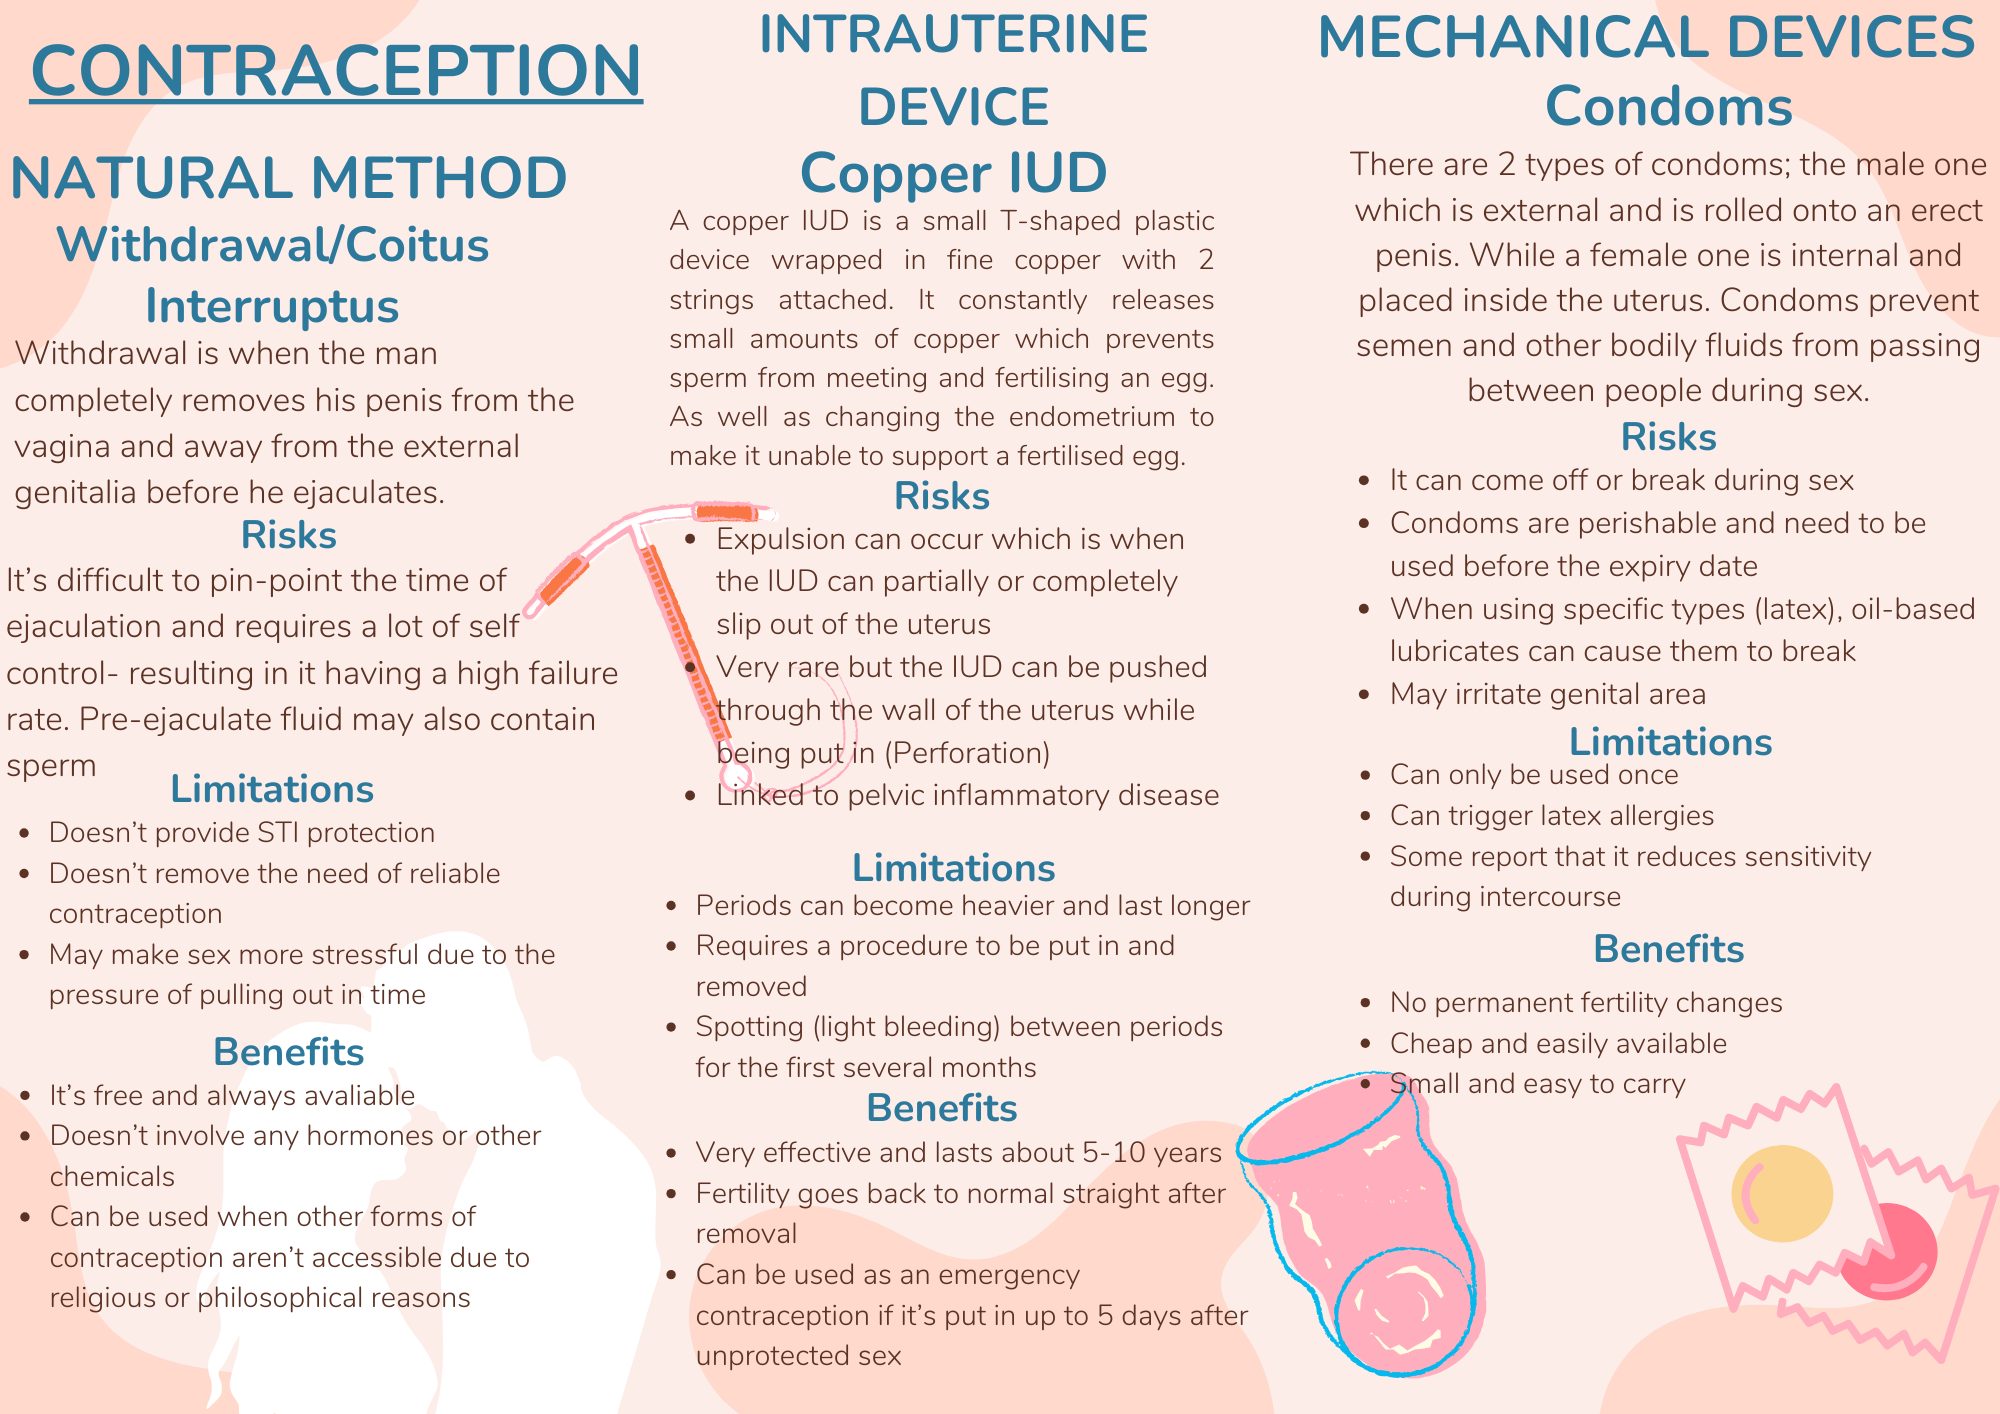 CONTRACEPTION
NATURAL METHOD
Withdrawal/Coitus
Interruptus
Withdrawal is when the man
completely removes his penis from the
vagina and away from the external
genitalia before he ejaculates.
Risks
It's difficult to pin-point the time of
ejaculation and requires a lot of self
control- resulting in it having a high failure
rate. Pre-ejaculate fluid may also contain
sperm
Limitations
• Doesn't provide STI protection
• Doesn't remove the need of reliable
contraception
• May make sex more stressful due to the
pressure of pulling out in time
Benefits
• It's free and always avaliable
• Doesn't involve any hormones or other
chemicals
• Can be used when other forms of
contraception aren't accessible due to
religious or philosophical reasons
INTRAUTERINE
DEVICE
Copper IUD
A copper IUD is a small T-shaped plastic
device wrapped in fine copper with 2
strings attached. It constantly releases
small amounts of copper which prevents
sperm from meeting and fertilising an egg.
As well as changing the endometrium to
make it unable to support a fertilised egg.
Risks
• Expulsion can occur which is when
the IUD can partially or completely
slip out of the uterus
• Very rare but the IUD can be pushed
through the wall of the uterus while
being put in (Perforation)
• Linked to pelvic inflammatory disease
Limitations
• Periods can become heavier and last longer
• Requires a procedure to be put in and
removed
• Spotting (light bleeding) between periods
for the first several months
Benefits
• Very effective and lasts about 5-10 years
• Fertility goes back to normal straight after
removal
• Can be used as an emergency
contraception if it's put in up to 5 days after
unprotected sex
MECHANICAL DEVICES
Condoms
There are 2 types of condoms; the male one
which is external and is rolled onto an erect
penis. While a female one is internal and
placed inside the uterus. Condoms prevent
semen and other bodily fluids from passing
between people during sex.
Risks
• It can come off or break during sex
• Condoms are perishable and need to be
used before the expiry date
• When using specific types (latex), oil-based
lubricates can cause them to break
• May irritate genital area
Limitations
• Can only be used once
• Can trigger latex allergies
• Some report that it reduces sensitivity
during intercourse
Benefits
• No permanent fertility changes
• Cheap and easily available
• Small and easy to carry